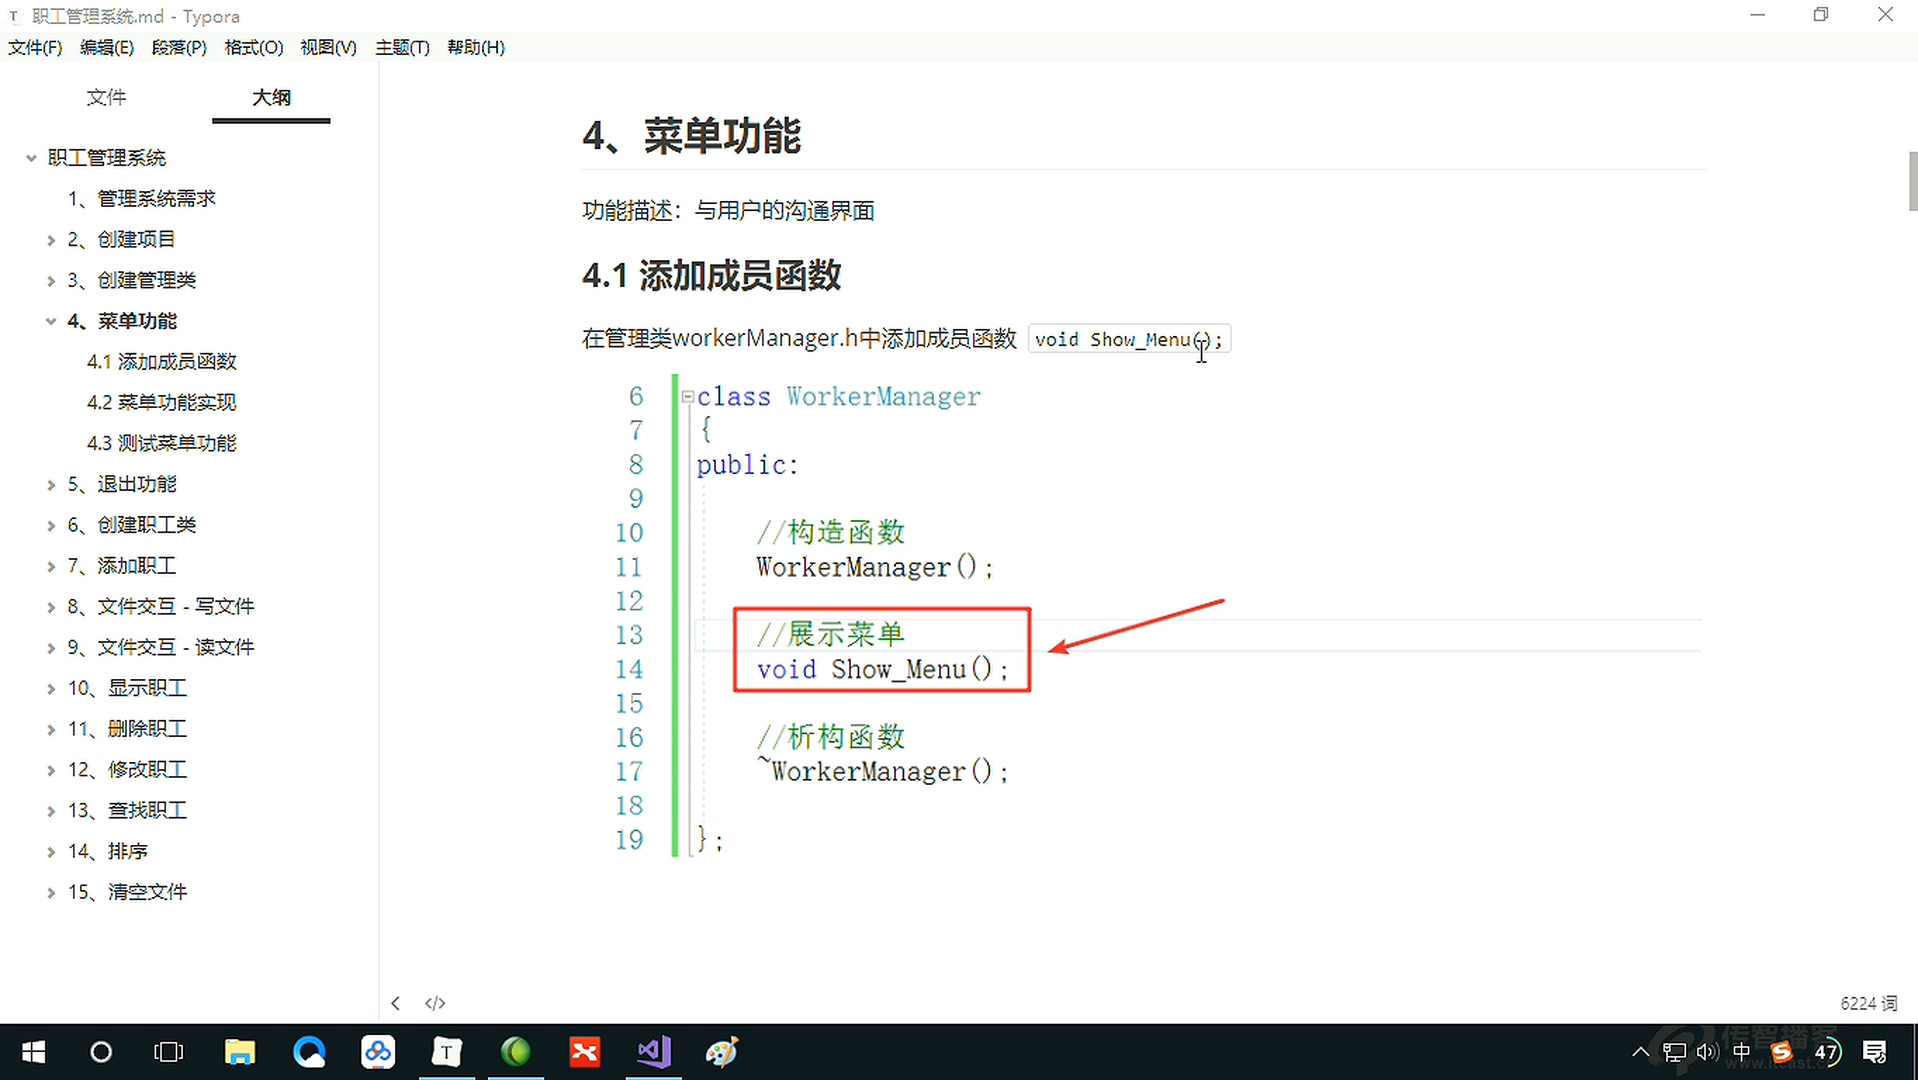 职工管理系统.md - Typora
文件(F) 编辑(E) 段落(P) 格式(O) 视图(V) 主题(T) 帮助(H)
文件 大纲
职工管理系统
1、管理系统需求
2、创建项目
3、创建管理类
4、菜单功能
4.1 添加成员函数
4.2 菜单功能实现
4.3 测试菜单功能
5、退出功能
6、创建职工类
7、添加职工
8、文件交互 - 写文件
9、文件交互 - 读文件
10、显示职工
11、删除职工
12、修改职工
13、查找职工
14、排序
15、清空文件
4、菜单功能
功能描述：与用户的沟通界面
4.1 添加成员函数
在管理类workerManager.h中添加成员函数 void Show_Menu();
6 class WorkerManager
7 {
8 public:
9
10 //构造函数
11 WorkerManager();
12
13 //展示菜单
14 void Show_Menu();
15
16 //析构函数
17 ~WorkerManager();
18
19 };
</> 6224 词
T
中
S
47
传智播客